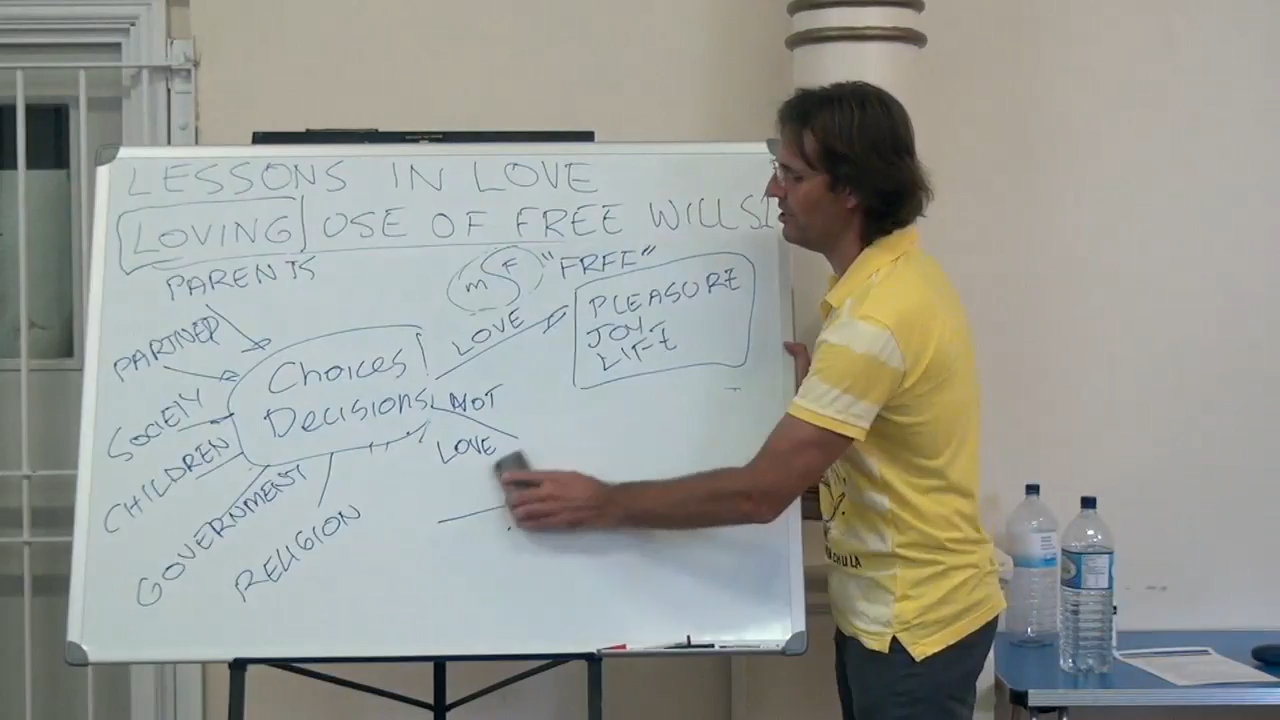 LESSONS IN LOVE
LOVING USE OF FREE WILLS
PARENTS
M F "FREE"
PARTNER
LOVE
PLEASURE
JOY
LIFE
SOCIETY
Choices
Decisions
NOT
LOVE
CHILDREN
GOVERNMENT
RELIGION